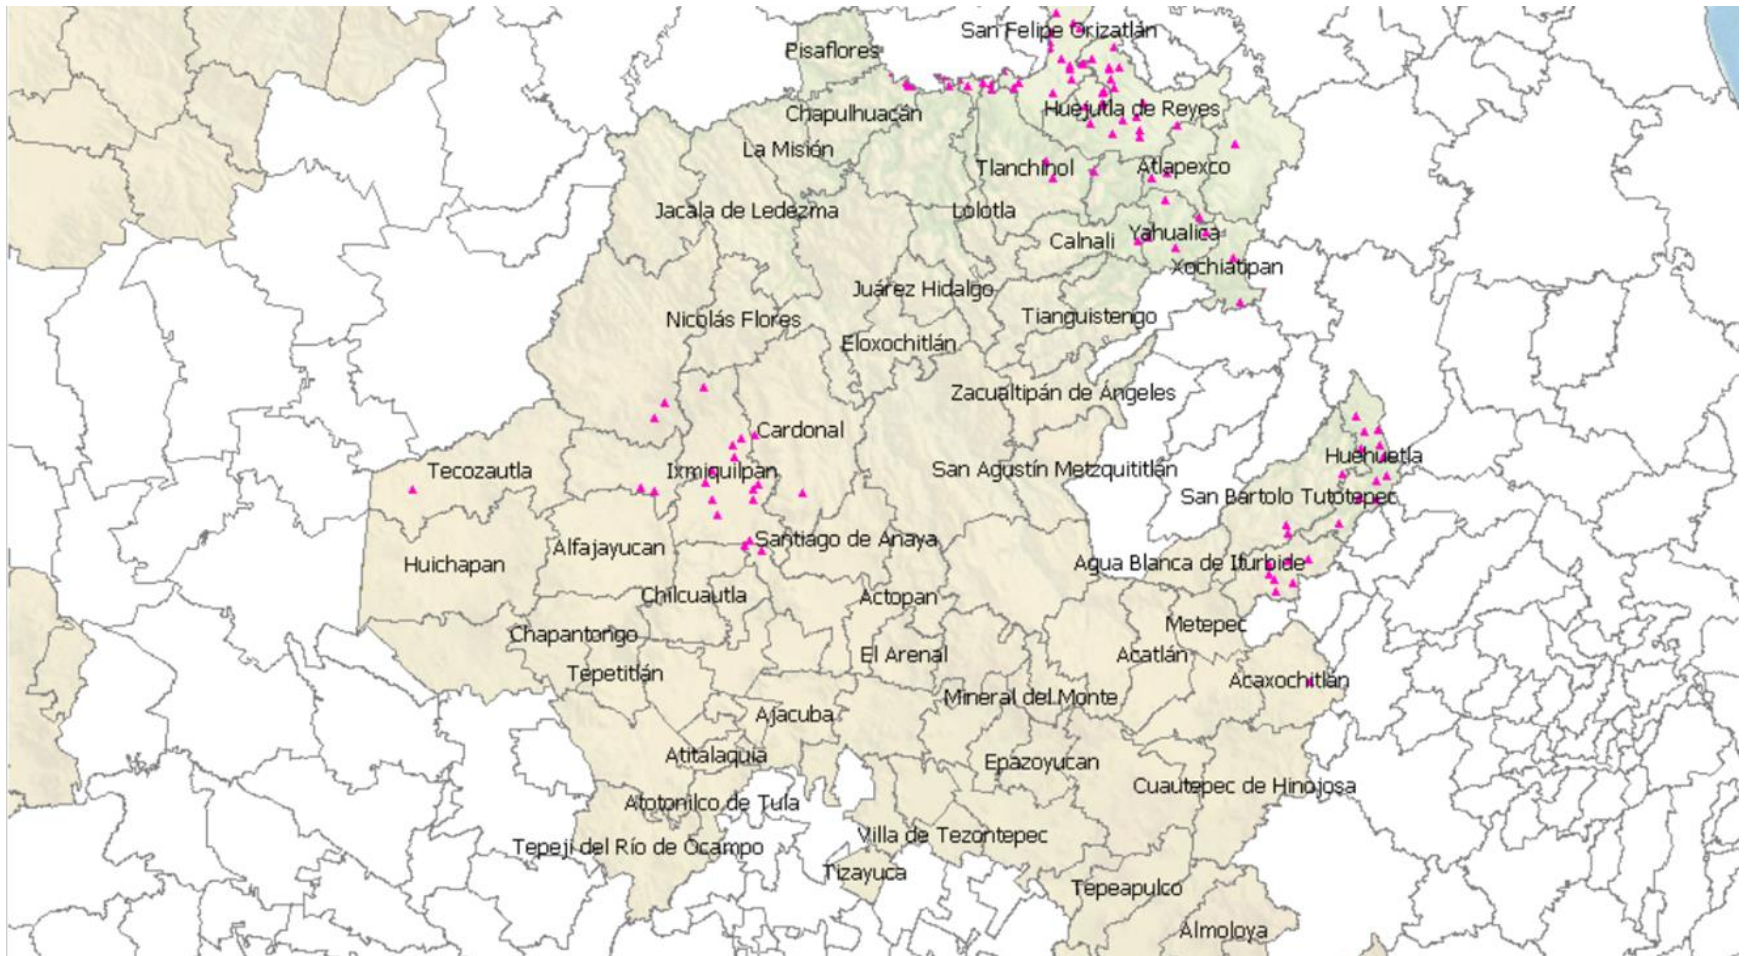 San Felipe Orizatlán
Pisaflores
Huejutla de Reyes
Chapulhuacán
La Misión
Tlanchinol
Atlapexco
Jacala de Ledezma
Lolotla
Yahualica
Calnali
Xochiatipan
Juárez Hidalgo
Tianguistengo
Nicolás Flores
Eloxochitlán
Zacualtipán de Ángeles
Cardonal
Huehuetla
Tecozautla
Ixmiquilpan
San Agustín Metzquititlán
San Bartolo Tutotepec
Santiago de Anaya
Alfajayucan
Huichapan
Agua Blanca de Iturbide
Chilcuautla
Actopan
Metepec
Chapantongo
El Arenal
Acatlán
Tepetitlán
Acaxochitlán
Mineral del Monte
Ajacuba
Atitalaquia
Epazoyucan
Cuautepec de Hinojosa
Atotonilco de Tula
Villa de Tezontepec
Tepeji del Río de Ocampo
Tizayuca
Tepeapulco
Almoloya